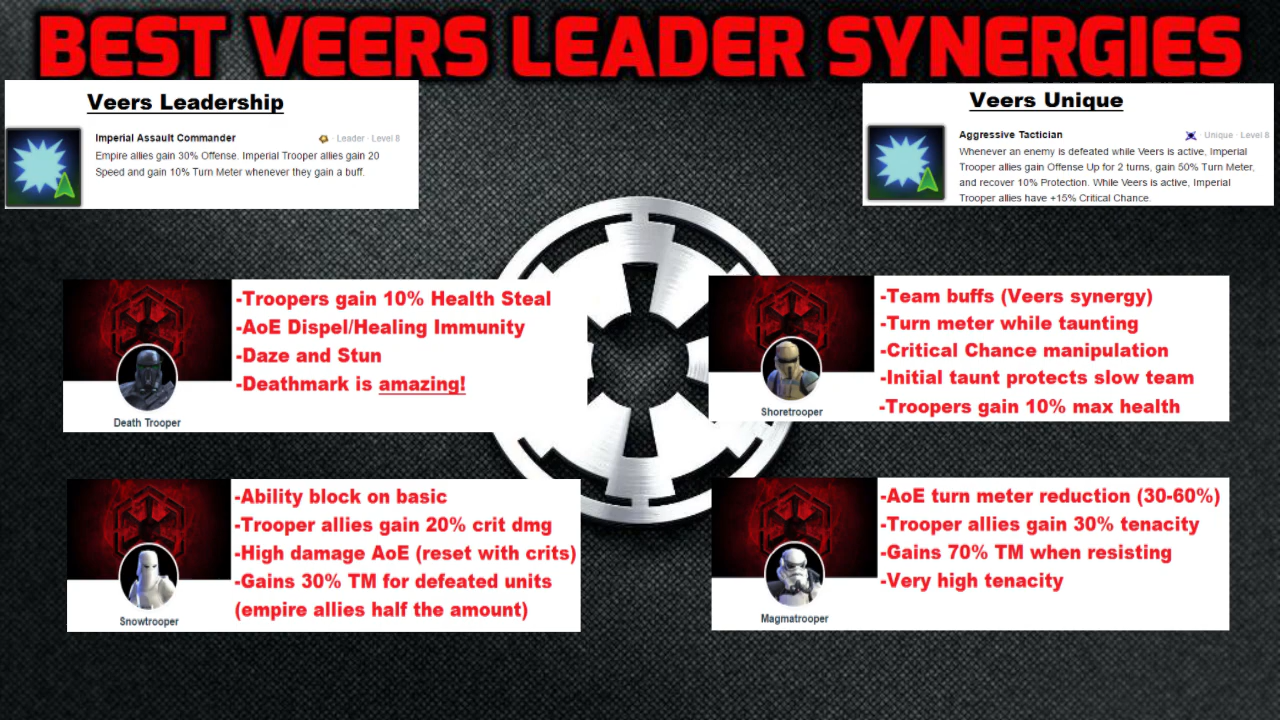 BEST VEERS LEADER SYNERGIES
Veers Leadership
Imperial Assault Commander
· Leader · Level 8
Empire allies gain 30% Offense. Imperial Trooper allies gain 20
Speed and gain 10% Turn Meter whenever they gain a buff.
Veers Unique
Aggressive Tactician
· Unique · Level 8
Whenever an enemy is defeated while Veers is active, Imperial
Trooper allies gain Offense Up for 2 turns, gain 50% Turn Meter,
and recover 10% Protection. While Veers is active, Imperial
Trooper allies have +15% Critical Chance.
-Troopers gain 10% Health Steal
-AoE Dispel/Healing Immunity
-Daze and Stun
-Deathmark is amazing!
Death Trooper
-Team buffs (Veers synergy)
-Turn meter while taunting
-Critical Chance manipulation
-Initial taunt protects slow team
-Troopers gain 10% max health
Shoretrooper
-Ability block on basic
-Trooper allies gain 20% crit dmg
-High damage AoE (reset with crits)
-Gains 30% TM for defeated units
(empire allies half the amount)
Snowtrooper
-AoE turn meter reduction (30-60%)
-Trooper allies gain 30% tenacity
-Gains 70% TM when resisting
-Very high tenacity
Magmatrooper